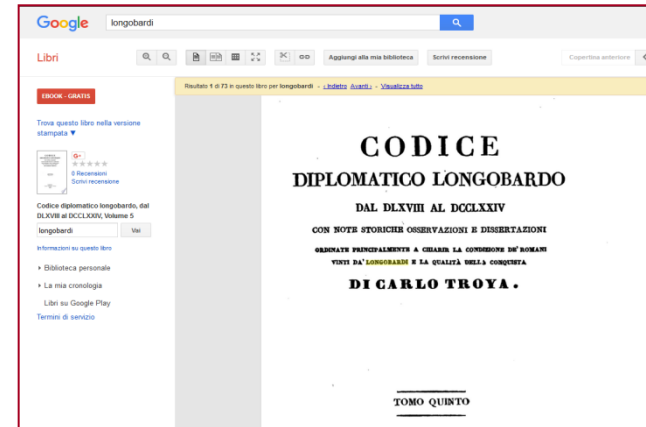 Google longobardi
Libri
Aggiungi alla mia biblioteca Scrivi recensione Copertina anteriore
Risultato 1 di 73 in questo libro per longobardi - ‹ Indietro Avanti › - Visualizza tutto
EBOOK - GRATIS
Trova questo libro nella versione
stampata ▼
G+
0 Recensioni
Scrivi recensione
Codice diplomatico longobardo, dal
DLXVIII al DCCLXXIV, Volume 5
longobardi Vai
Informazioni su questo libro
Biblioteca personale
La mia cronologia
Libri su Google Play
Termini di servizio
CODICE
DIPLOMATICO LONGOBARDO
DAL DLXVIII AL DCCLXXIV
CON NOTE STORICHE OSSERVAZIONI E DISSERTAZIONI
ORDINATE PRINCIPALMENTE A CHIARIR LA CONDIZIONE DE' ROMANI
VINTI DA' LONGOBARDI E LA QUALITÀ DELLA CONQUISTA
DI CARLO TROYA.
TOMO QUINTO